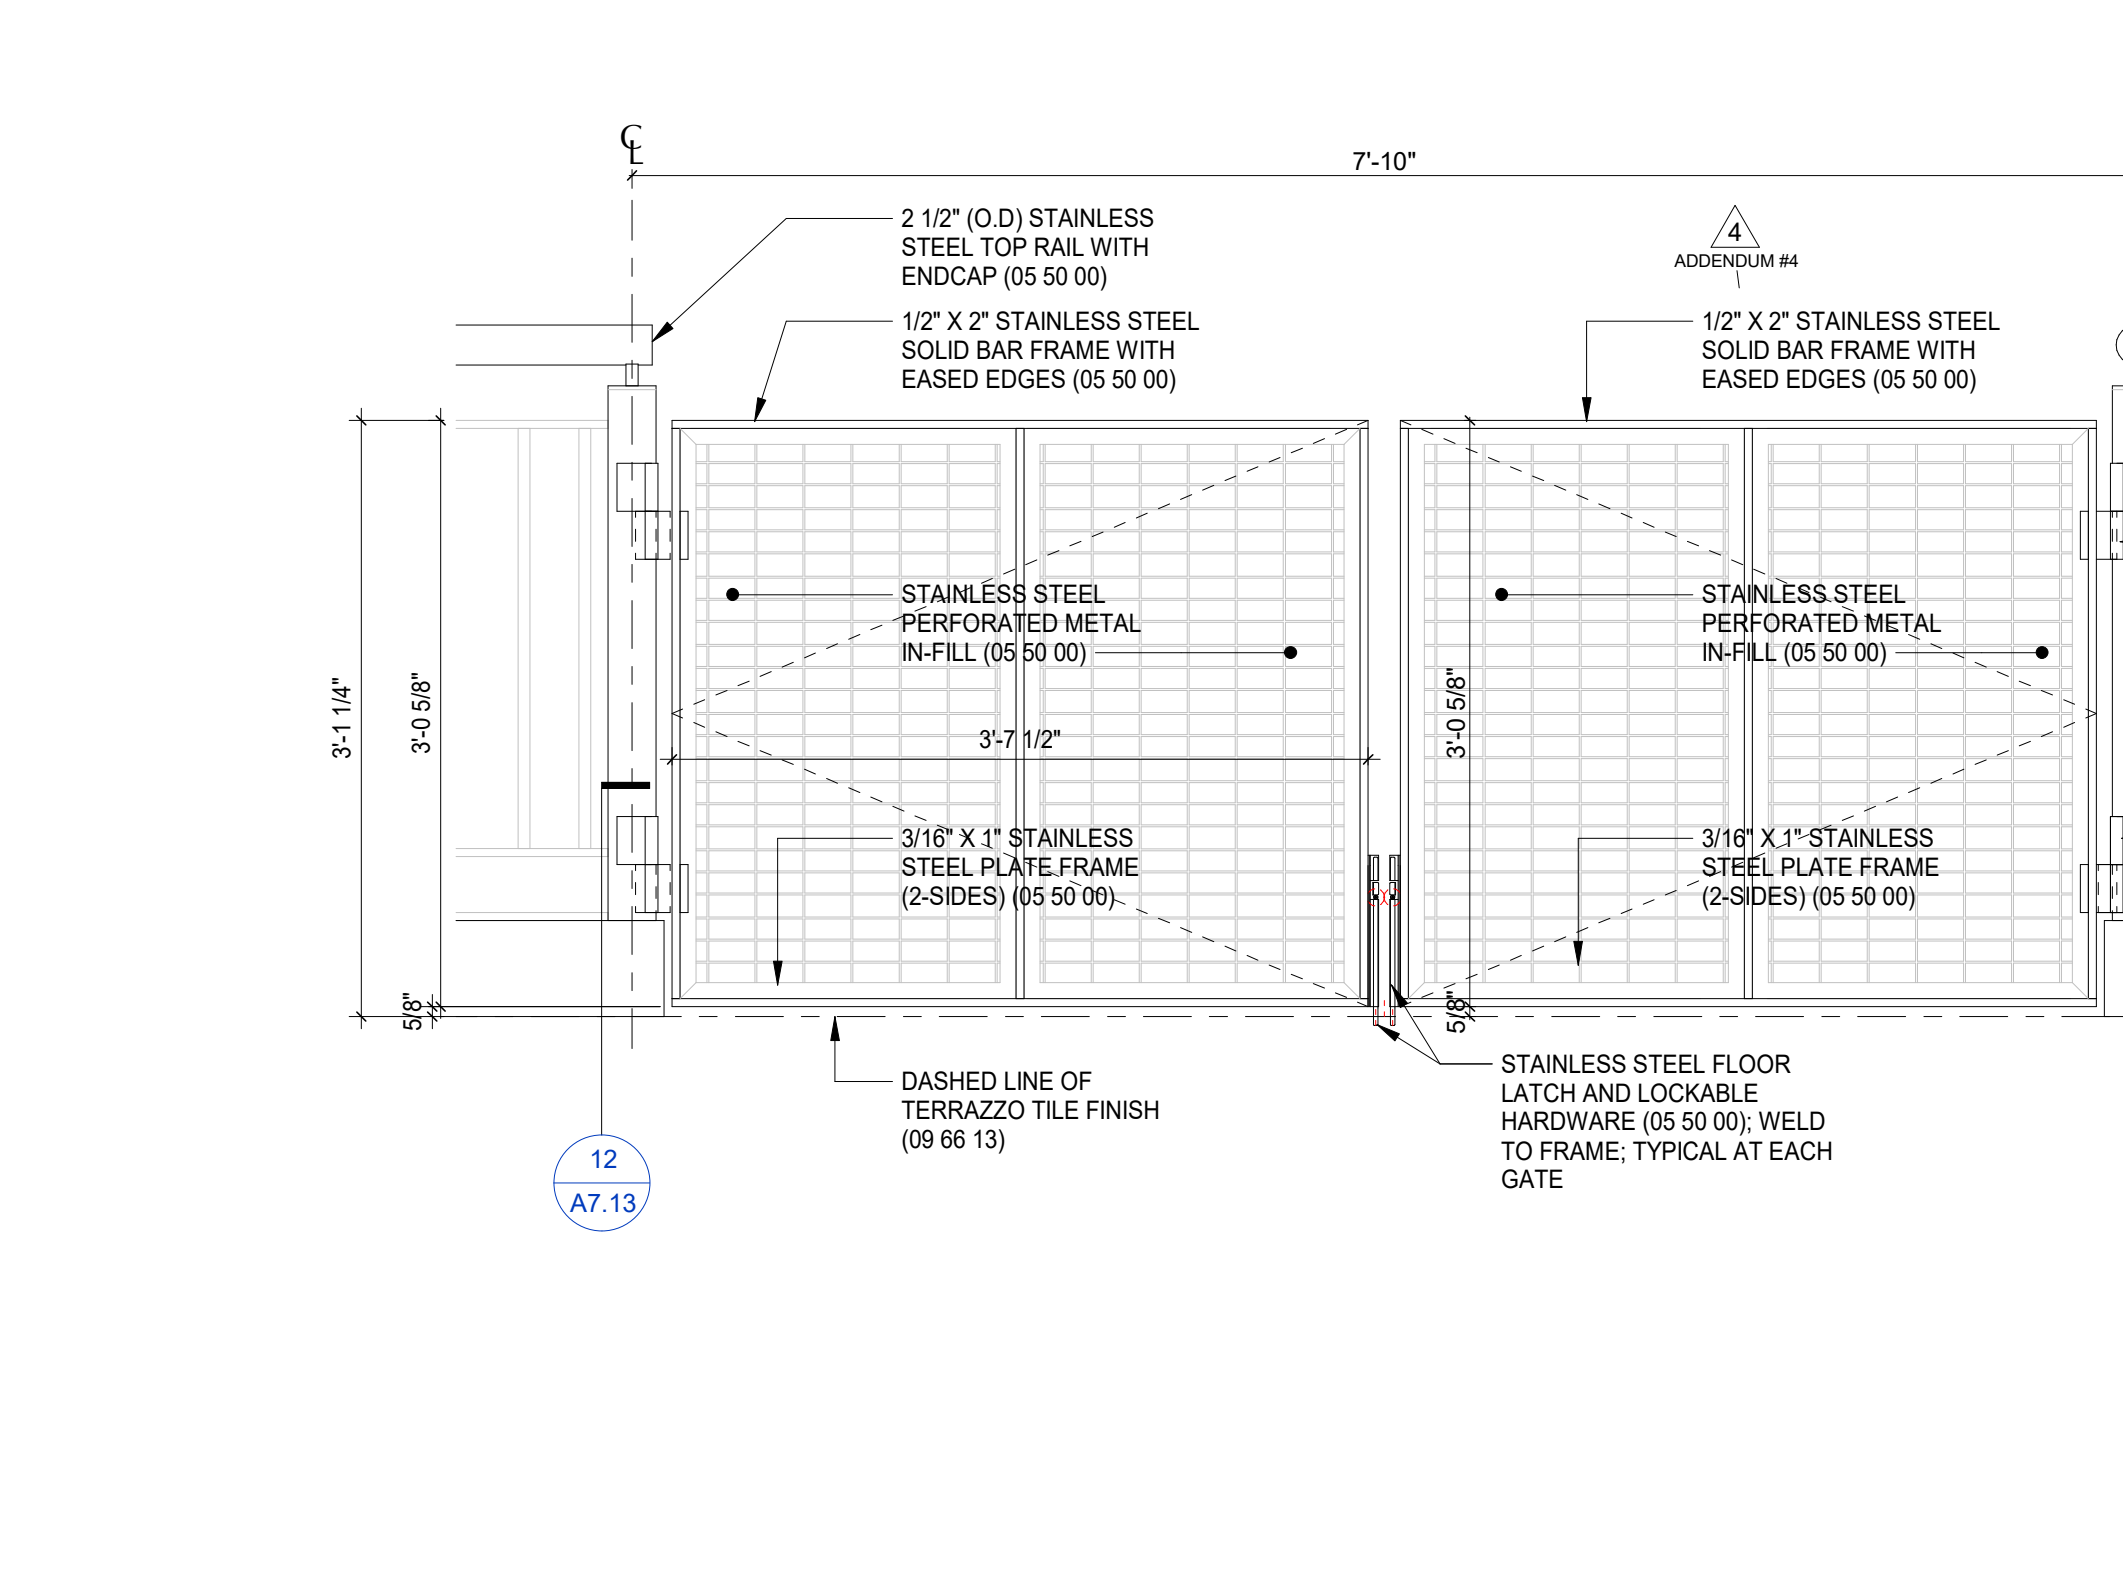 ℄
7'-10"
2 1/2" (O.D) STAINLESS
STEEL TOP RAIL WITH
ENDCAP (05 50 00)
4
ADDENDUM #4
1/2" X 2" STAINLESS STEEL
SOLID BAR FRAME WITH
EASED EDGES (05 50 00)
1/2" X 2" STAINLESS STEEL
SOLID BAR FRAME WITH
EASED EDGES (05 50 00)
STAINLESS STEEL
PERFORATED METAL
IN-FILL (05 50 00)
STAINLESS STEEL
PERFORATED METAL
IN-FILL (05 50 00)
3'-1 1/4"
3'-0 5/8"
3'-0 5/8"
3'-7 1/2"
3/16" X 1" STAINLESS
STEEL PLATE FRAME
(2-SIDES) (05 50 00)
3/16" X 1" STAINLESS
STEEL PLATE FRAME
(2-SIDES) (05 50 00)
5/8"
5/8"
DASHED LINE OF
TERRAZZO TILE FINISH
(09 66 13)
STAINLESS STEEL FLOOR
LATCH AND LOCKABLE
HARDWARE (05 50 00); WELD
TO FRAME; TYPICAL AT EACH
GATE
12
A7.13